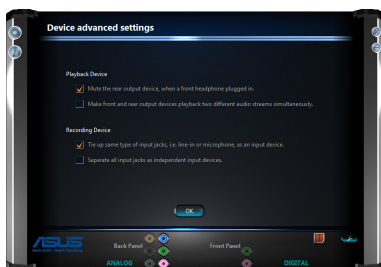 Device advanced settings
Playback Device
Mute the rear output device, when a front headphone plugged in.
Make front and rear output devices playback two different audio streams simultaneously.
Recording Device
Tie up same type of input jacks, i.e. line-in or microphone, as an input device.
Separate all input jacks as independent input devices.
OK
ASUS
Back Panel
Front Panel
ANALOG
DIGITAL